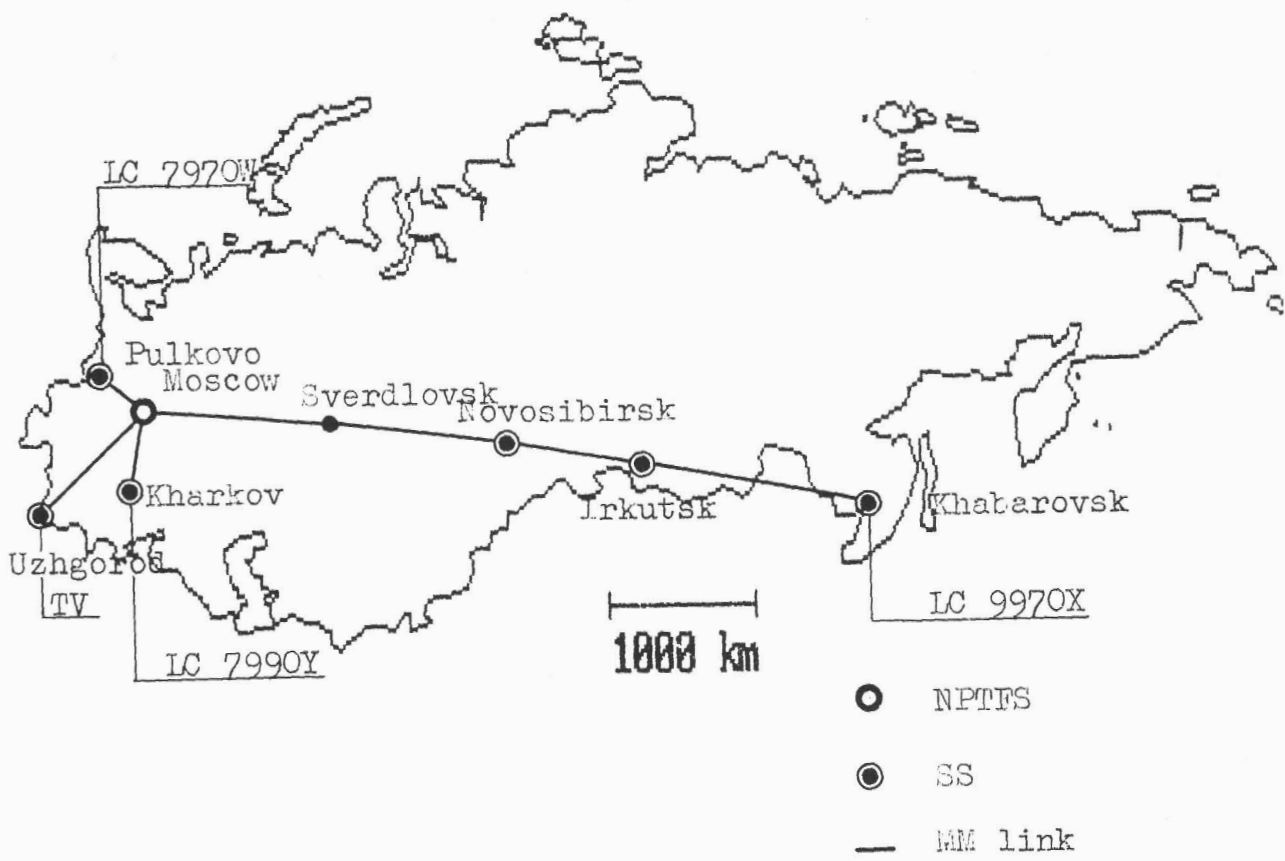 LC 7970W
Pulkovo
Moscow
Sverdlovsk
Novosibirsk
Kharkov
Irkutsk
Khabarovsk
Uzhgorod
TV
LC 9970X
1000 km
LC 7990Y
NPTFS
SS
MM link